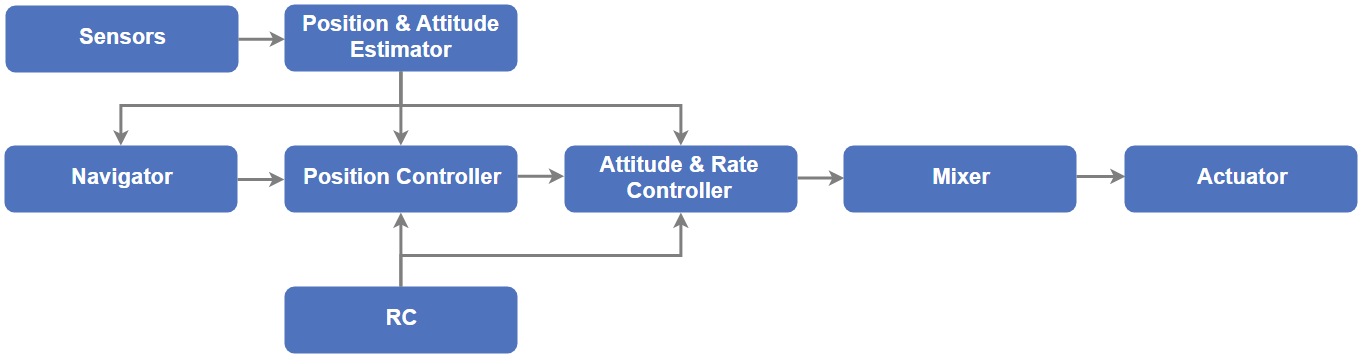 Sensors
Position & Attitude
Estimator
Navigator
Position Controller
Attitude & Rate
Controller
Mixer
Actuator
RC